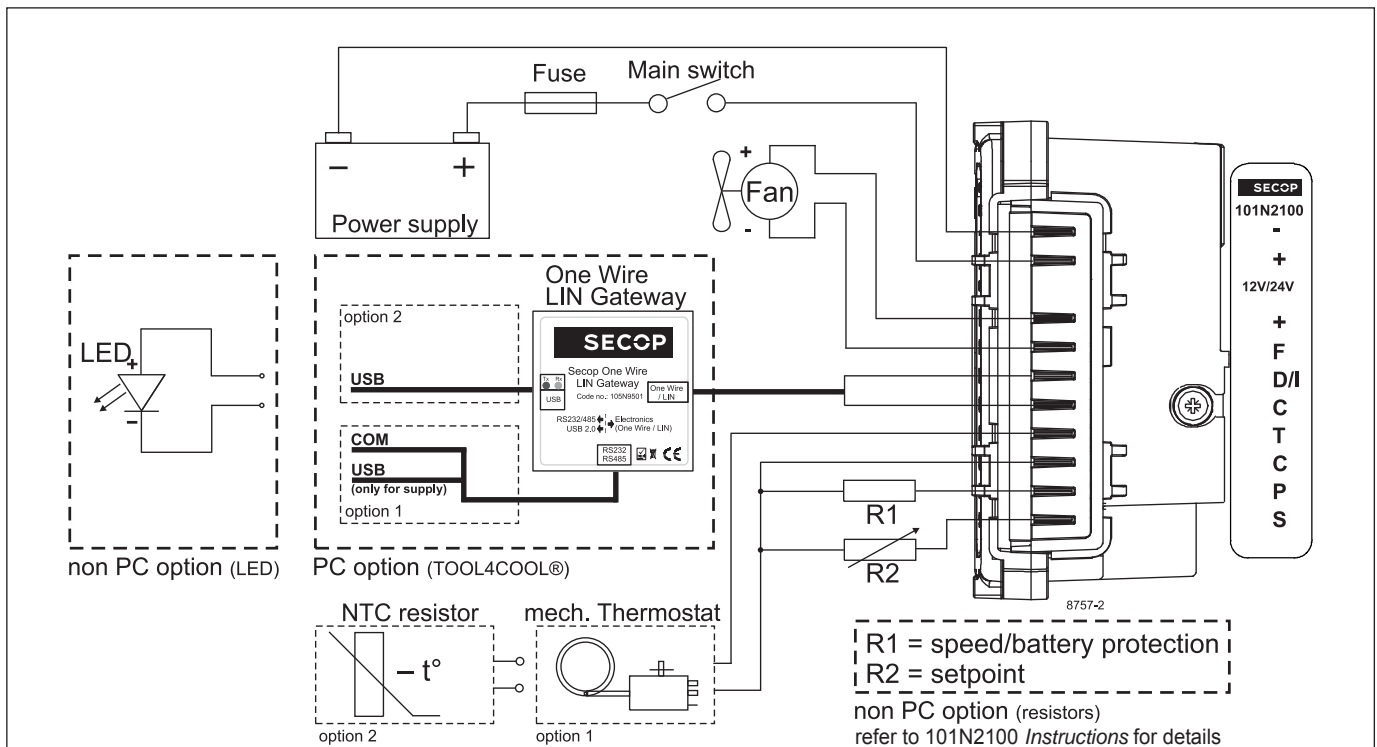 Fuse
Main switch
−
+
Power supply
+
Fan
-
SECOP
101N2100
-
+
12V/24V
+
F
D/I
C
T
C
P
S
One Wire
LIN Gateway
option 2
USB
SECOP
Tx Rx
USB
Secop One Wire
LIN Gateway
Code no.: 105N9501
One Wire
/ LIN
RS232/485
USB 2.0
Electronics
(One Wire / LIN)
RS232
RS485
CE
COM
USB
(only for supply)
option 1
LED
+
−
non PC option (LED)
PC option (TOOL4COOL®)
R1
R2
8757-2
NTC resistor
– t°
option 2
mech. Thermostat
option 1
R1 = speed/battery protection
R2 = setpoint
non PC option (resistors)
refer to 101N2100 Instructions for details